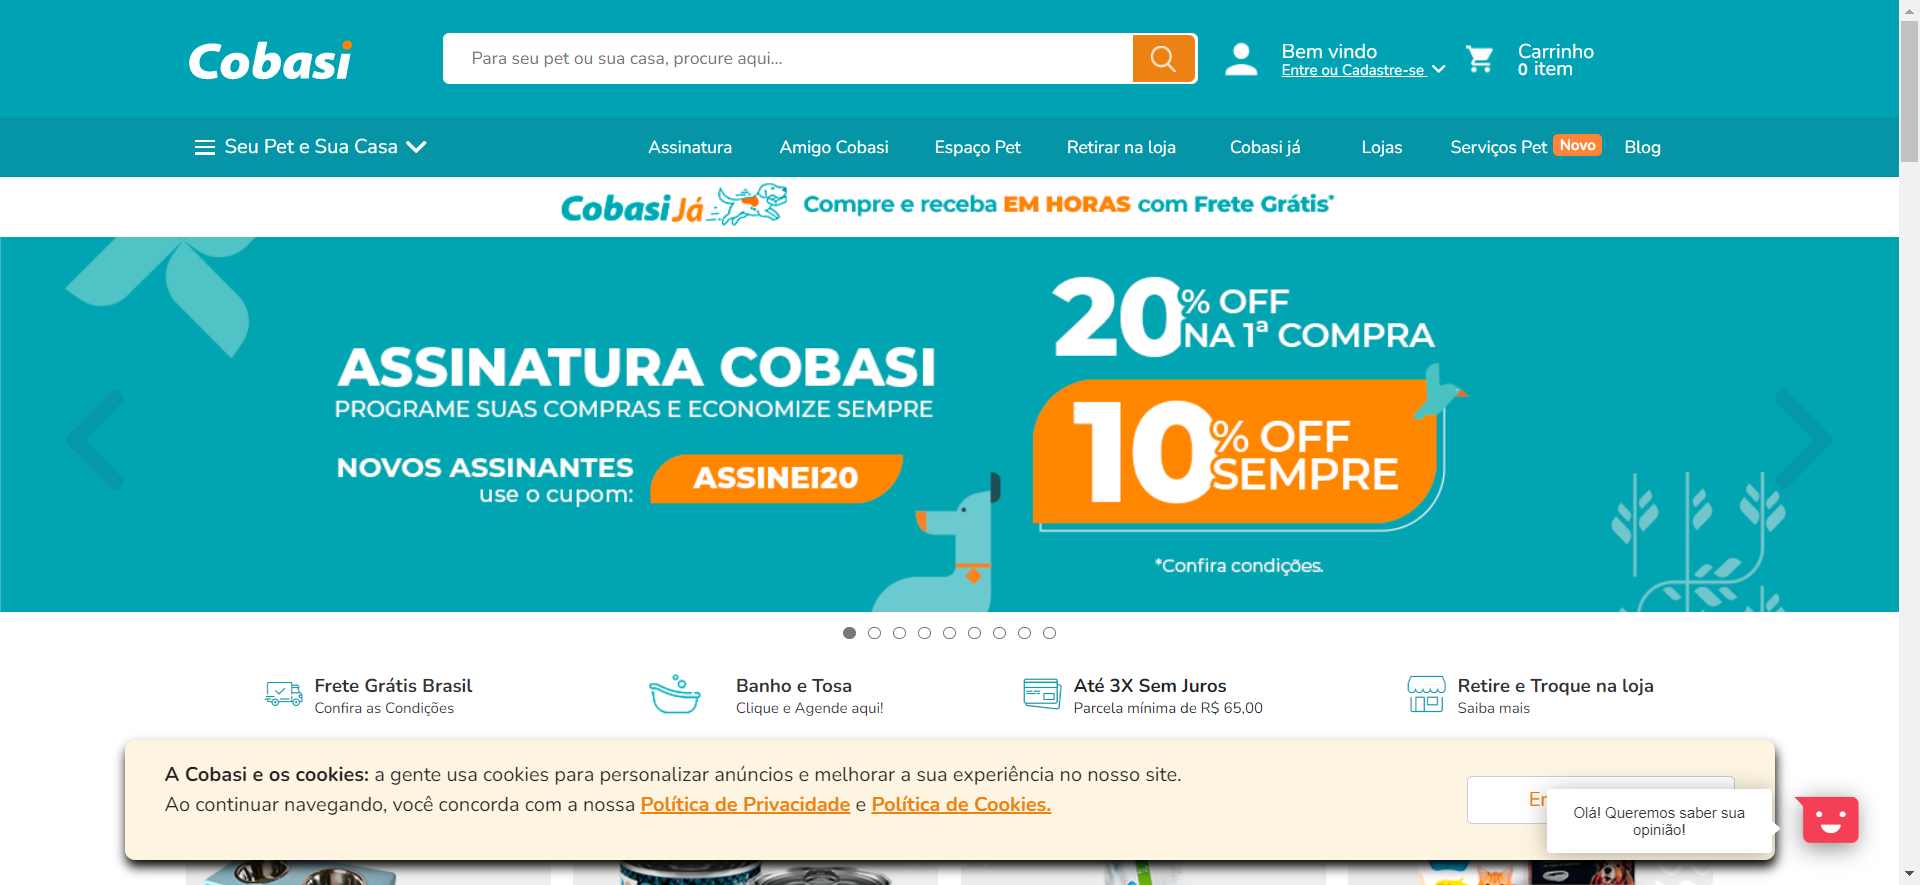 Cobasi
Para seu pet ou sua casa, procure aqui...
Bem vindo
Entre ou Cadastre-se
Carrinho
0 item
Seu Pet e Sua Casa
Assinatura
Amigo Cobasi
Espaço Pet
Retirar na loja
Cobasi já
Lojas
Serviços Pet Novo
Blog
Cobasi Já Compre e receba EM HORAS com Frete Grátis*
ASSINATURA COBASI
PROGRAME SUAS COMPRAS E ECONOMIZE SEMPRE
NOVOS ASSINANTES
use o cupom:
ASSINEI20
20% OFF
NA 1ª COMPRA
10% OFF
SEMPRE
*Confira condições.
Frete Grátis Brasil
Confira as Condições
Banho e Tosa
Clique e Agende aqui!
Até 3X Sem Juros
Parcela mínima de R$ 65,00
Retire e Troque na loja
Saiba mais
A Cobasi e os cookies: a gente usa cookies para personalizar anúncios e melhorar a sua experiência no nosso site.
Ao continuar navegando, você concorda com a nossa Política de Privacidade e Política de Cookies.
Olá! Queremos saber sua
opinião!